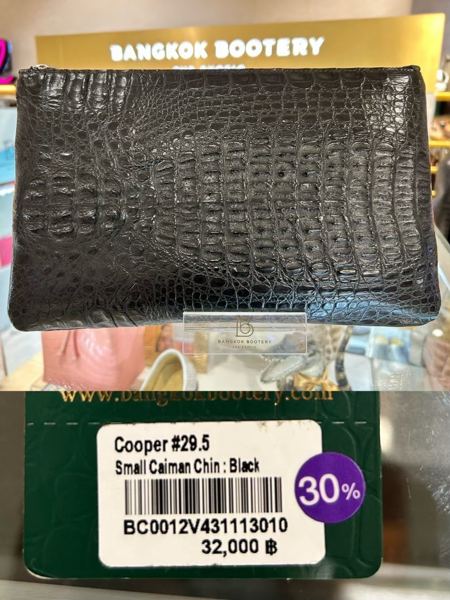 BANGKOK BOOTERY
BANGKOK BOOTERY
www.bangkokbootery.com
Cooper #29.5
Small Caiman Chin : Black
30%
BC0012V431113010
32,000 ฿